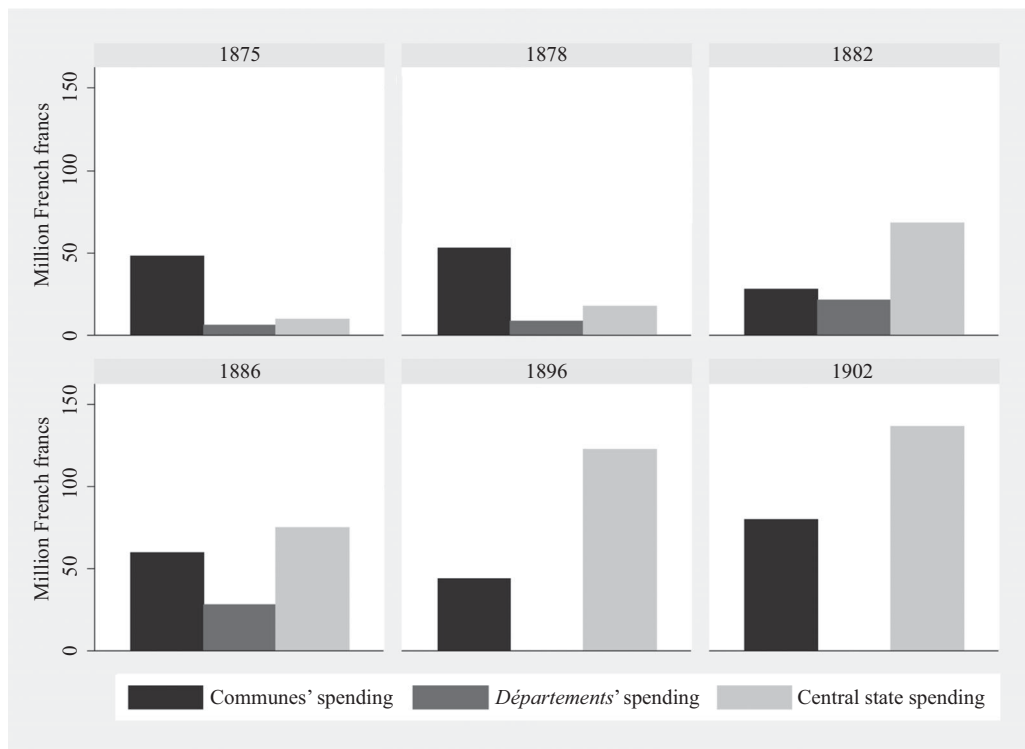 1875 1878 1882
Million French francs
150
100
50
0
1886 1896 1902
Million French francs
150
100
50
0
Communes' spending Départements' spending Central state spending